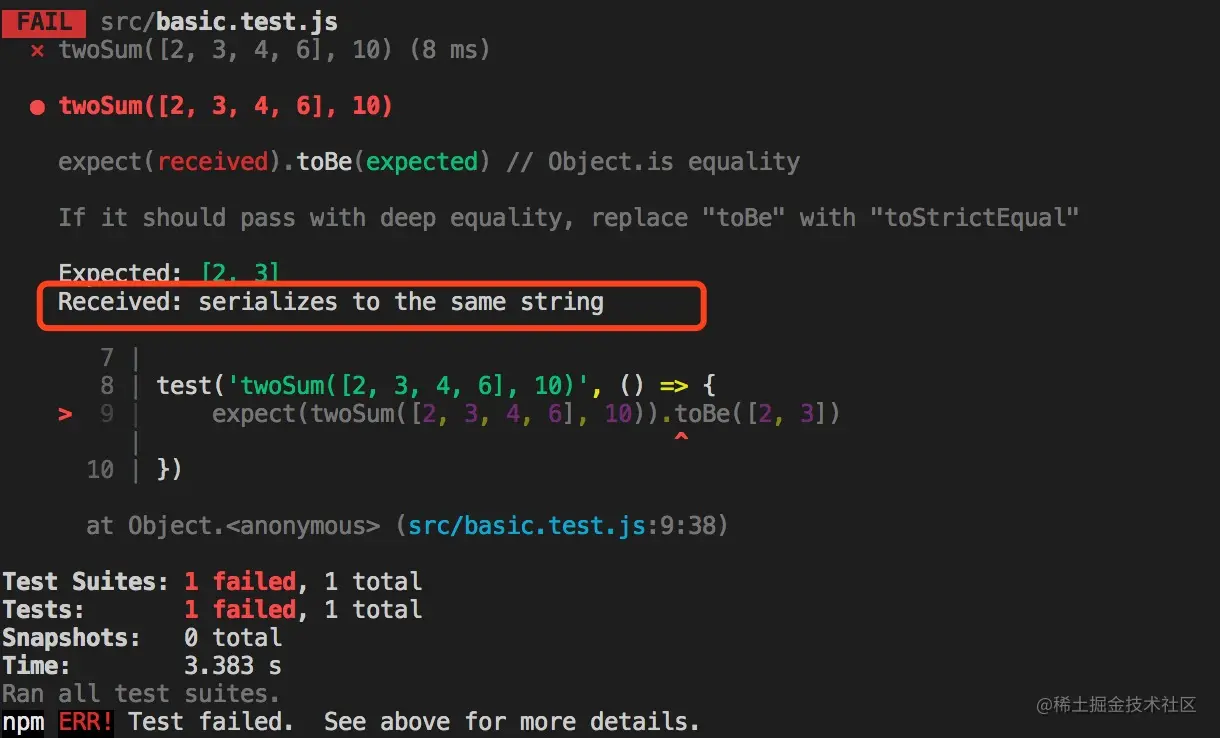 FAIL src/basic.test.js
× twoSum([2, 3, 4, 6], 10) (8 ms)
● twoSum([2, 3, 4, 6], 10)
expect(received).toBe(expected) // Object.is equality
If it should pass with deep equality, replace "toBe" with "toStrictEqual"
Expected: [2, 3]
Received: serializes to the same string
7 |
8 | test('twoSum([2, 3, 4, 6], 10)', () => {
> 9 | expect(twoSum([2, 3, 4, 6], 10)).toBe([2, 3])
| ^
10 | })
at Object.<anonymous> (src/basic.test.js:9:38)
Test Suites: 1 failed, 1 total
Tests: 1 failed, 1 total
Snapshots: 0 total
Time: 3.383 s
Ran all test suites.
npm ERR! Test failed. See above for more details.
@稀土掘金技术社区